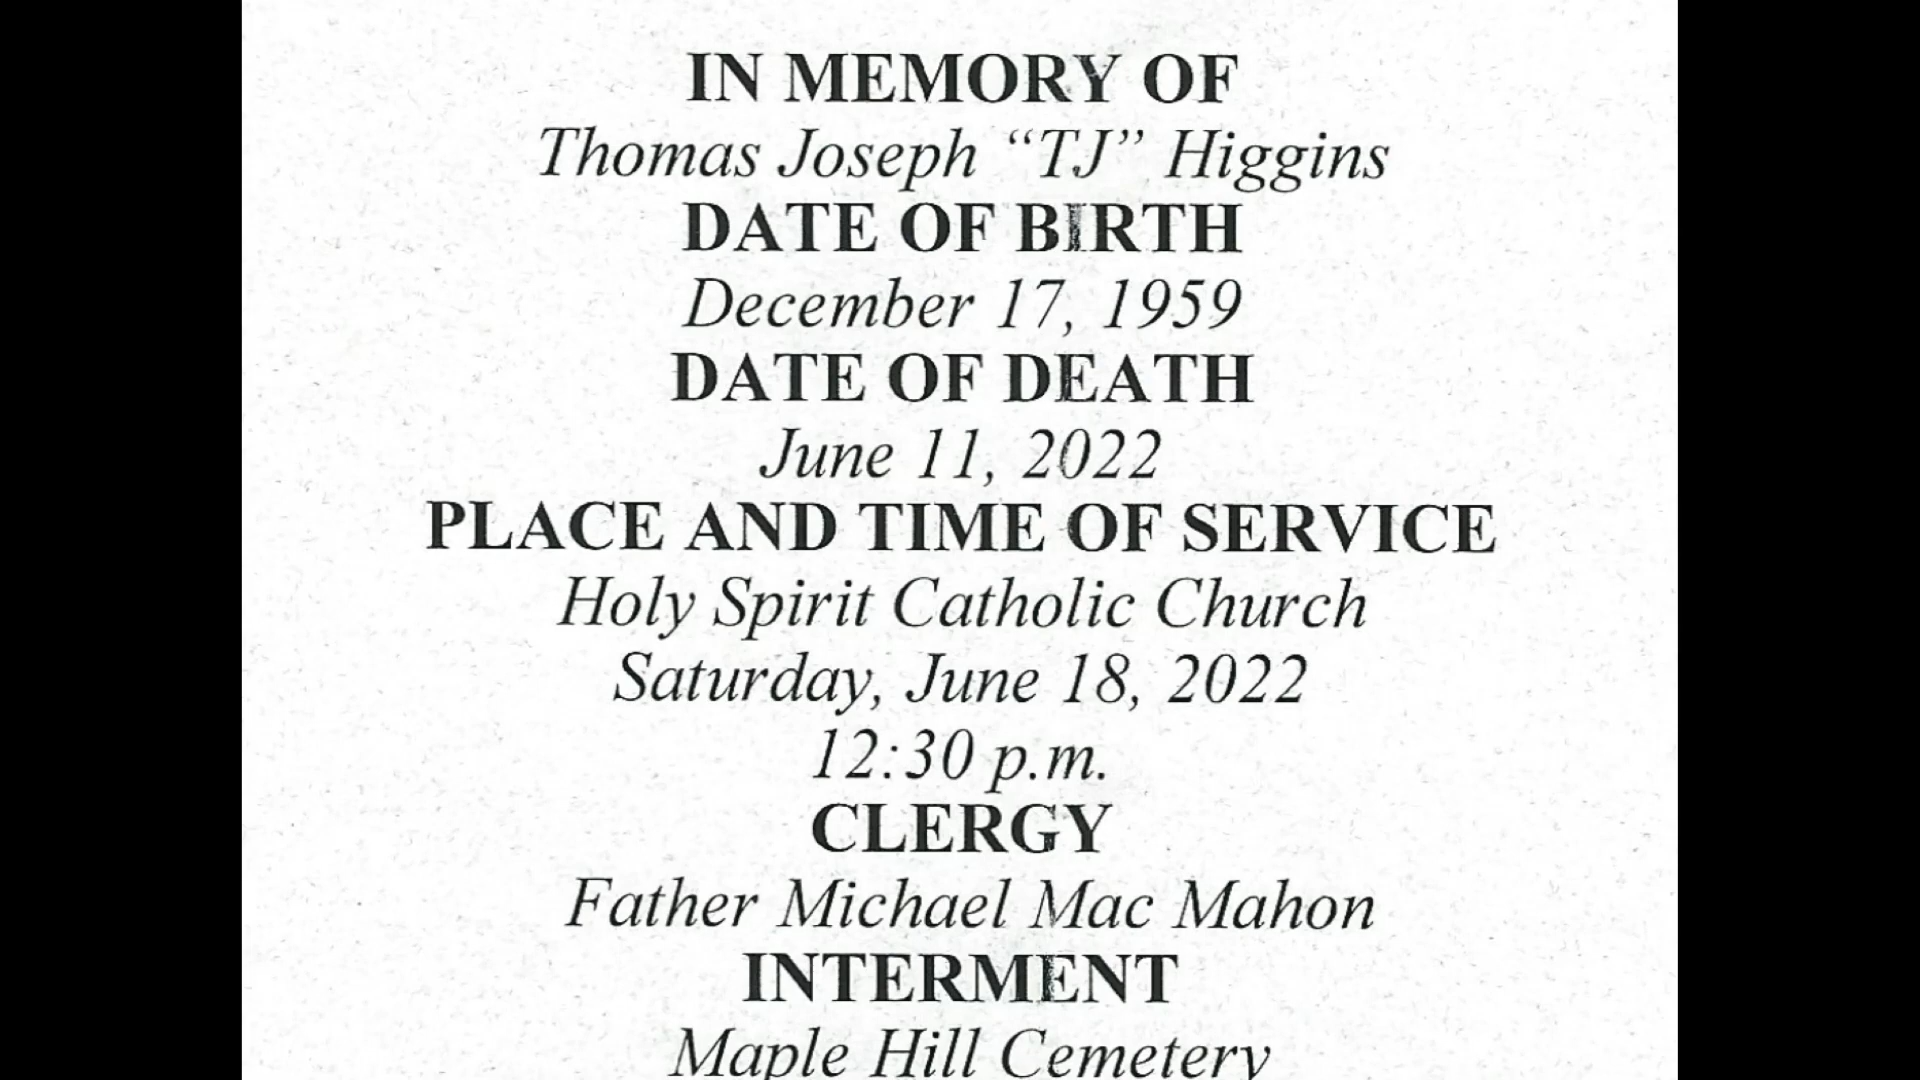 IN MEMORY OF
Thomas Joseph “TJ” Higgins
DATE OF BIRTH
December 17, 1959
DATE OF DEATH
June 11, 2022
PLACE AND TIME OF SERVICE
Holy Spirit Catholic Church
Saturday, June 18, 2022
12:30 p.m.
CLERGY
Father Michael Mac Mahon
INTERMENT
Maple Hill Cemetery